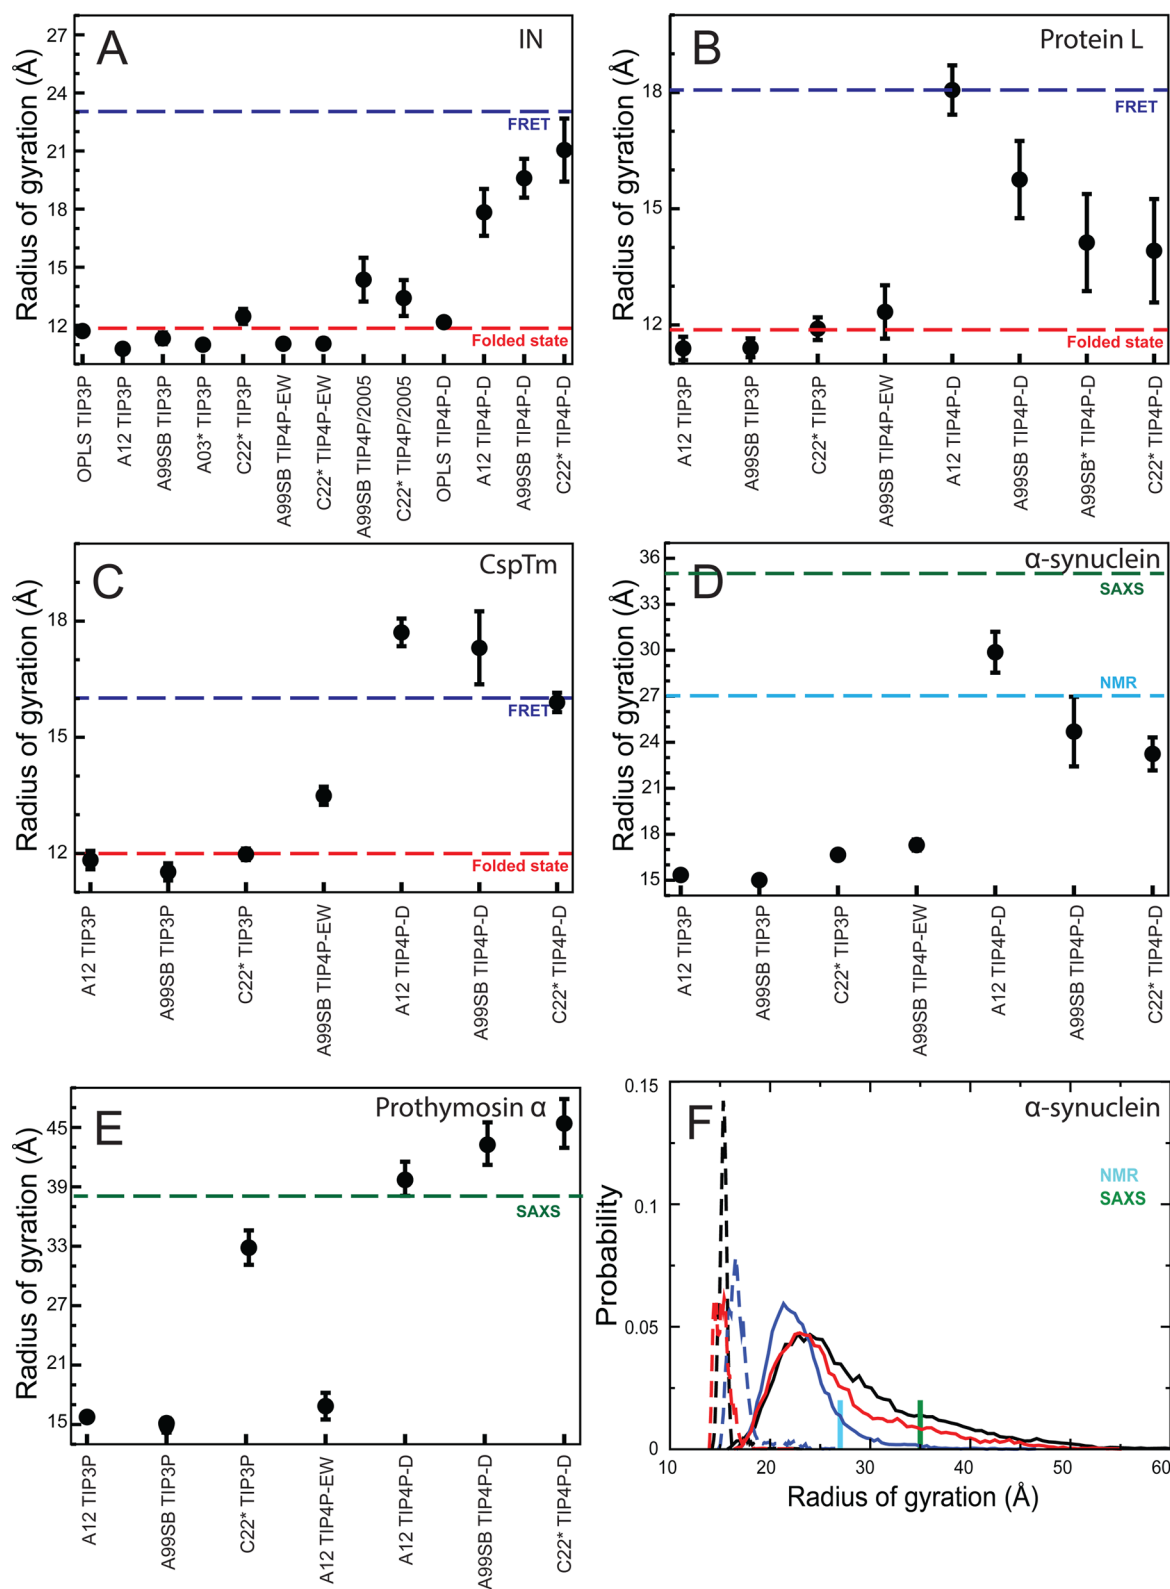 A
IN
Radius of gyration (Å)
27
23
21
18
15
12
FRET
Folded state
OPLS TIP3P
A12 TIP3P
A99SB TIP3P
A03* TIP3P
C22* TIP3P
A99SB TIP4P-EW
C22* TIP4P-EW
A99SB TIP4P/2005
C22* TIP4P/2005
OPLS TIP4P-D
A12 TIP4P-D
A99SB TIP4P-D
C22* TIP4P-D
B
Protein L
Radius of gyration (Å)
18
15
12
FRET
Folded state
A12 TIP3P
A99SB TIP3P
C22* TIP3P
A99SB TIP4P-EW
A12 TIP4P-D
A99SB TIP4P-D
A99SB* TIP4P-D
C22* TIP4P-D
C
CspTm
Radius of gyration (Å)
18
15
12
FRET
Folded state
A12 TIP3P
A99SB TIP3P
C22* TIP3P
A99SB TIP4P-EW
A12 TIP4P-D
A99SB TIP4P-D
C22* TIP4P-D
D
α-synuclein
Radius of gyration (Å)
36
33
30
27
24
21
18
15
SAXS
NMR
A12 TIP3P
A99SB TIP3P
C22* TIP3P
A99SB TIP4P-EW
A12 TIP4P-D
A99SB TIP4P-D
C22* TIP4P-D
E
Prothymosin α
Radius of gyration (Å)
45
39
33
27
21
15
SAXS
A12 TIP3P
A99SB TIP3P
C22* TIP3P
A12 TIP4P-EW
A12 TIP4P-D
A99SB TIP4P-D
C22* TIP4P-D
F
α-synuclein
Probability
0.15
0.1
0.05
0
NMR
SAXS
10 20 30 40 50 60
Radius of gyration (Å)